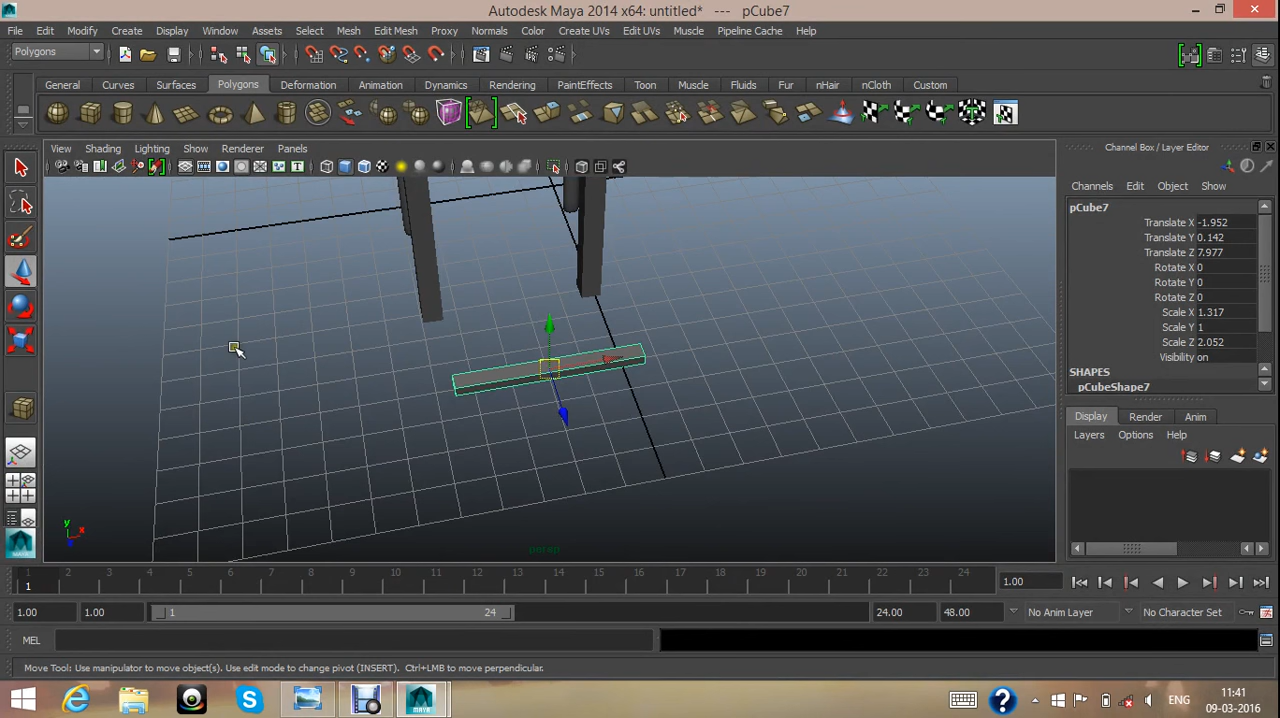 Autodesk Maya 2014 x64: untitled* --- pCube7
File Edit Modify Create Display Window Assets Select Mesh Edit Mesh Proxy Normals Color Create UVs Edit UVs Muscle Pipeline Cache Help
Polygons
General Curves Surfaces Polygons Deformation Animation Dynamics Rendering PaintEffects Toon Muscle Fluids Fur nHair nCloth Custom
View Shading Lighting Show Renderer Panels
Channel Box / Layer Editor
Channels Edit Object Show
pCube7
Translate X -1.952
Translate Y 0.142
Translate Z 7.977
Rotate X 0
Rotate Y 0
Rotate Z 0
Scale X 1.317
Scale Y 1
Scale Z 2.052
Visibility on
SHAPES
pCubeShape7
Display Render Anim
Layers Options Help
y
x
persp
MAYA
1 2 3 4 5 6 7 8 9 10 11 12 13 14 15 16 17 18 19 20 21 22 23 24
1
1.00
1.00 1.00 1 24 24.00 48.00 No Anim Layer No Character Set
MEL
Move Tool: Use manipulator to move object(s). Use edit mode to change pivot (INSERT). Ctrl+LMB to move perpendicular.
MAYA
ENG
11:41
09-03-2016